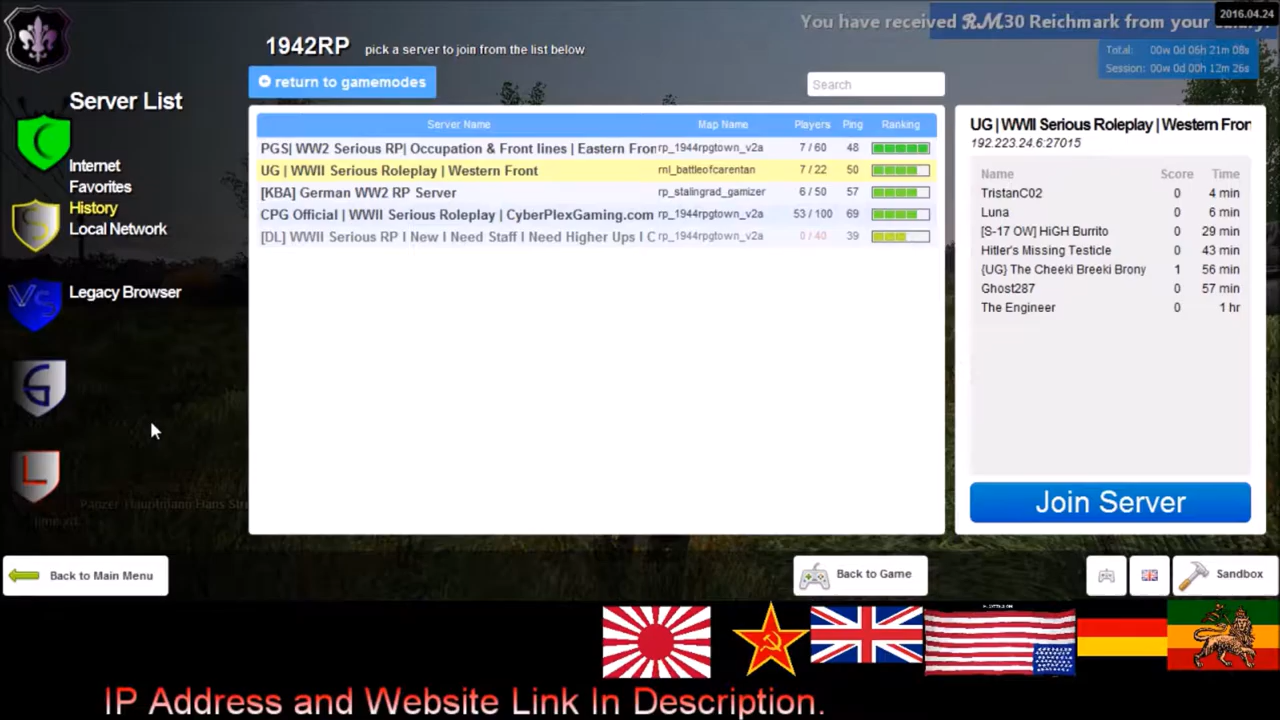 2016.04.24
You have received RM30 Reichmark from your salary.
Total: 00w 0d 06h 21m 08s
Session: 00w 0d 00h 12m 26s
1942RP pick a server to join from the list below
return to gamemodes
Search
Server List
Internet
Favorites
History
Local Network
Legacy Browser
Server Name Map Name Players Ping Ranking
PGS| WW2 Serious RP| Occupation & Front lines | Eastern Fron rp_1944rpgtown_v2a 7 / 60 48
UG | WWII Serious Roleplay | Western Front rnl_battleofcarentan 7 / 22 50
[KBA] German WW2 RP Server rp_stalingrad_gamizer 6 / 50 57
CPG Official | WWII Serious Roleplay | CyberPlexGaming.com rp_1944rpgtown_v2a 53 / 100 69
[DL] WWII Serious RP I New I Need Staff I Need Higher Ups I C rp_1944rpgtown_v2a 0 / 40 39
UG | WWII Serious Roleplay | Western Fron
192.223.24.6:27015
Name Score Time
TristanC02 0 4 min
Luna 0 6 min
[S-17 OW] HiGH Burrito 0 29 min
Hitler's Missing Testicle 0 43 min
{UG} The Cheeki Breeki Brony 1 56 min
Ghost287 0 57 min
The Engineer 0 1 hr
Join Server
VS
G
L
Panzer Hauptmann Hans Str
Back to Main Menu
Back to Game
Sandbox
IP Address and Website Link In Description.